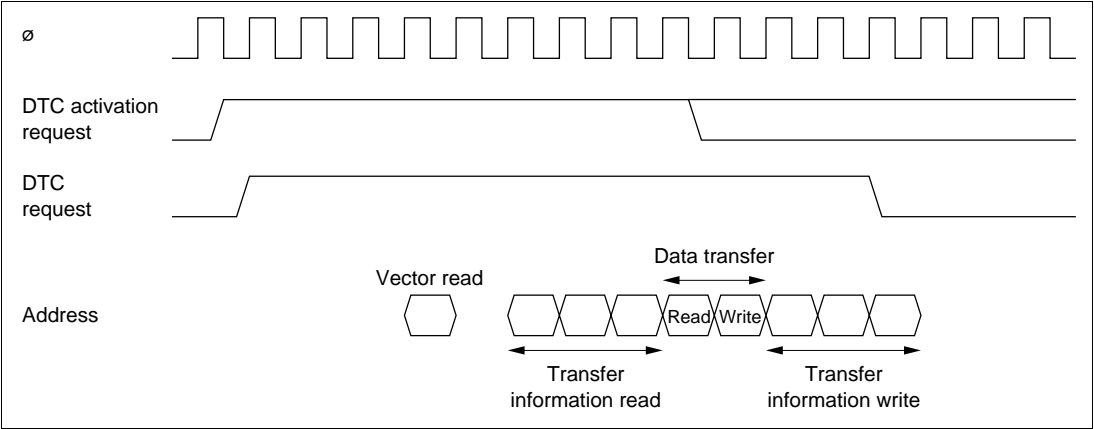 ø
DTC activation
request
DTC
request
Data transfer
Vector read
Address
Read Write
Transfer
information read
Transfer
information write